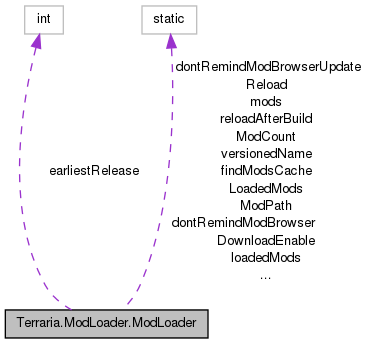 int
static
dontRemindModBrowserUpdate
Reload
mods
reloadAfterBuild
ModCount
versionedName
findModsCache
LoadedMods
ModPath
dontRemindModBrowser
DownloadEnable
loadedMods
...
earliestRelease
Terraria.ModLoader.ModLoader